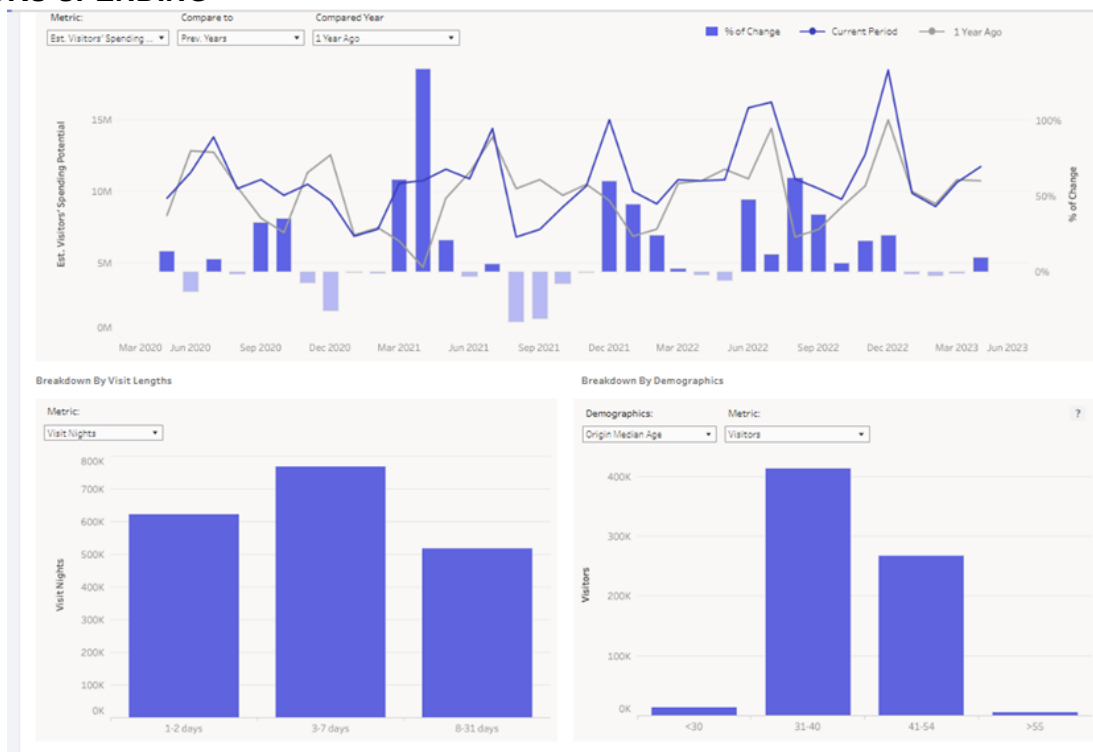 Metric: Compare to Compared Year
Est. Visitors' Spending ... Prev. Years 1 Year Ago
% of Change Current Period 1 Year Ago
Est. Visitors' Spending Potential
15M
10M
5M
0M
100%
50%
0%
% of Change
Mar 2020 Jun 2020 Sep 2020 Dec 2020 Mar 2021 Jun 2021 Sep 2021 Dec 2021 Mar 2022 Jun 2022 Sep 2022 Dec 2022 Mar 2023 Jun 2023
Breakdown By Visit Lengths
Metric:
Visit Nights
Visit Nights
800K
700K
600K
500K
400K
300K
200K
100K
0K
1-2 days 3-7 days 8-31 days
Breakdown By Demographics
Demographics: Metric: ?
Origin Median Age Visitors
Visitors
400K
300K
200K
100K
0K
<30 31-40 41-54 >55